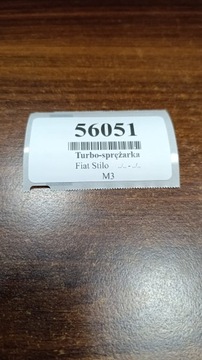 56051
Turbo-sprężarka
Fiat Stilo .. - ..
M3